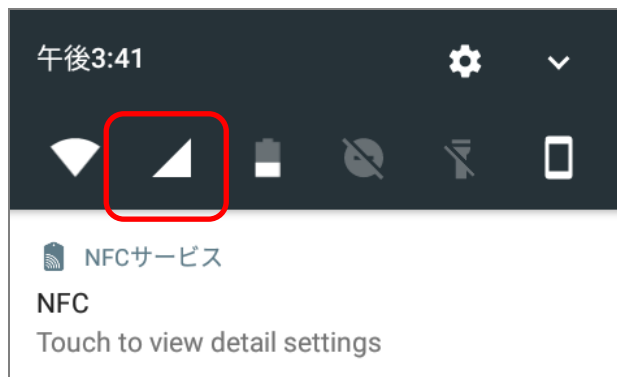 午後3:41
NFCサービス
NFC
Touch to view detail settings